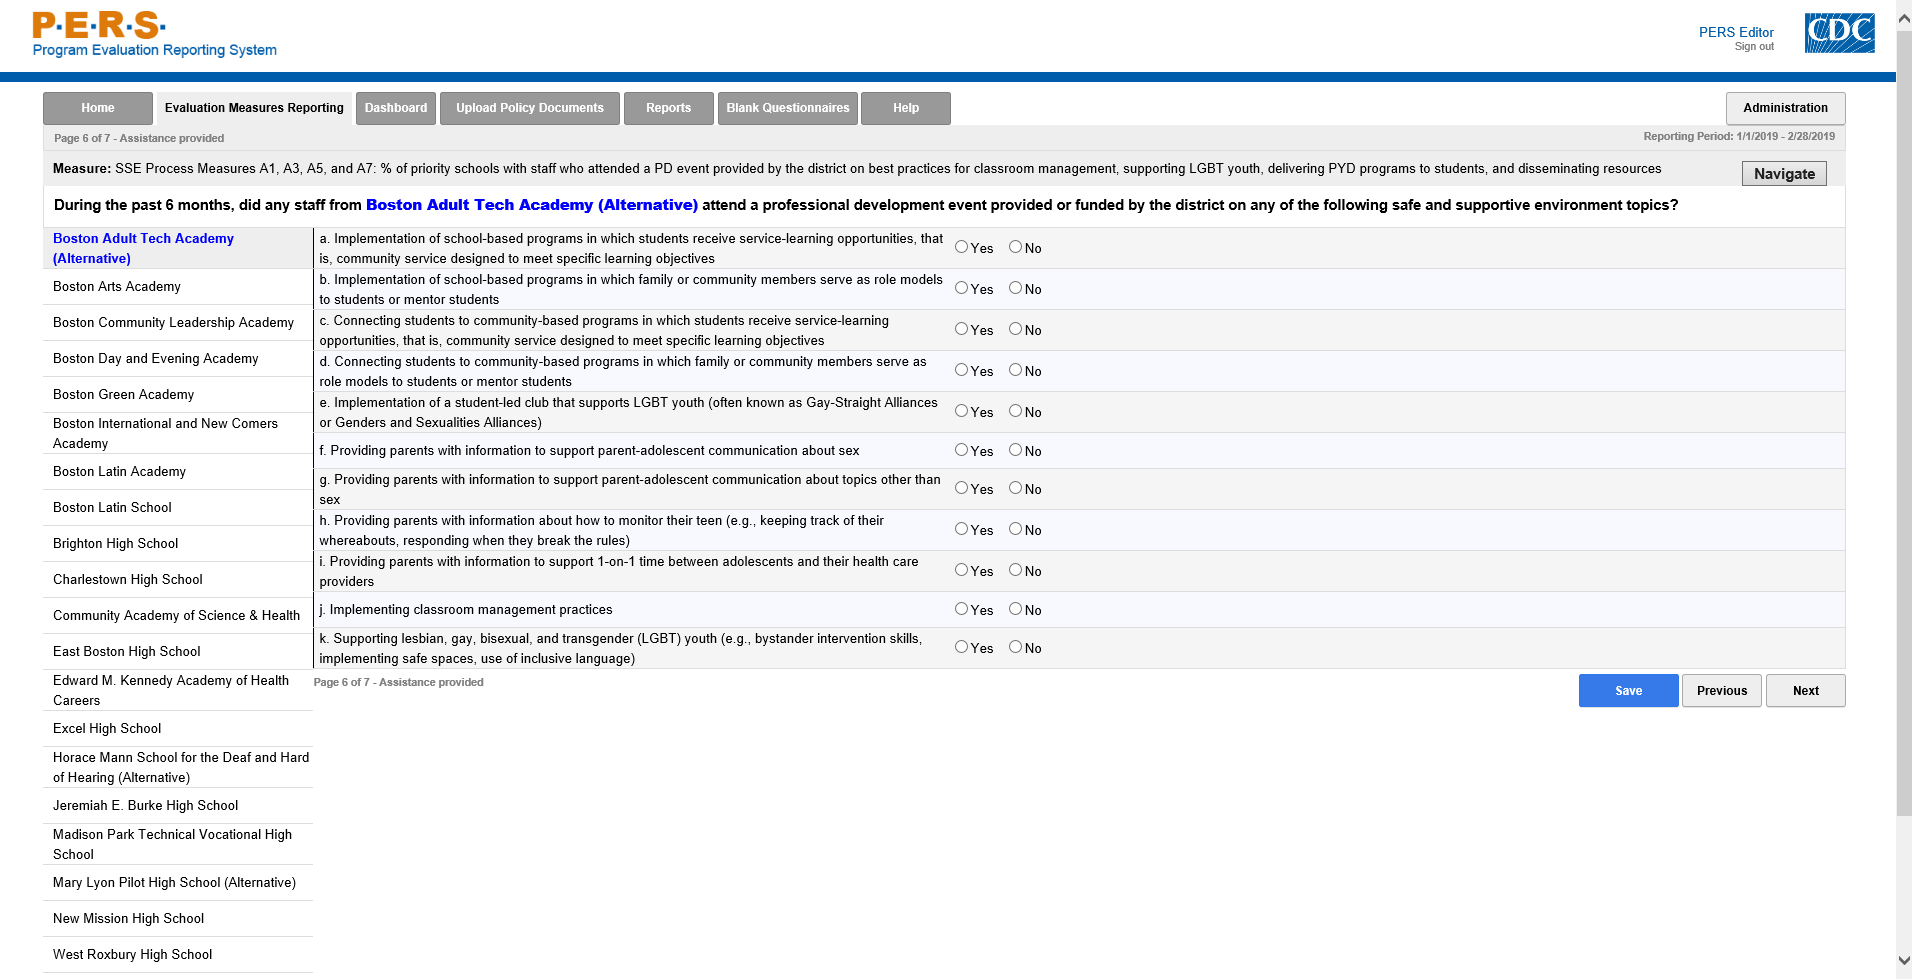 P·E·R·S·
Program Evaluation Reporting System
PERS Editor
Sign out
CDC
Home
Evaluation Measures Reporting
Dashboard
Upload Policy Documents
Reports
Blank Questionnaires
Help
Administration
Page 6 of 7 - Assistance provided
Reporting Period: 1/1/2019 - 2/28/2019
Measure: SSE Process Measures A1, A3, A5, and A7: % of priority schools with staff who attended a PD event provided by the district on best practices for classroom management, supporting LGBT youth, delivering PYD programs to students, and disseminating resources
Navigate
During the past 6 months, did any staff from Boston Adult Tech Academy (Alternative) attend a professional development event provided or funded by the district on any of the following safe and supportive environment topics?
Boston Adult Tech Academy
(Alternative)
Boston Arts Academy
Boston Community Leadership Academy
Boston Day and Evening Academy
Boston Green Academy
Boston International and New Comers
Academy
Boston Latin Academy
Boston Latin School
Brighton High School
Charlestown High School
Community Academy of Science & Health
East Boston High School
Edward M. Kennedy Academy of Health
Careers
Excel High School
Horace Mann School for the Deaf and Hard
of Hearing (Alternative)
Jeremiah E. Burke High School
Madison Park Technical Vocational High
School
Mary Lyon Pilot High School (Alternative)
New Mission High School
West Roxbury High School
a. Implementation of school-based programs in which students receive service-learning opportunities, that
is, community service designed to meet specific learning objectives
Yes No
b. Implementation of school-based programs in which family or community members serve as role models
to students or mentor students
Yes No
c. Connecting students to community-based programs in which students receive service-learning
opportunities, that is, community service designed to meet specific learning objectives
Yes No
d. Connecting students to community-based programs in which family or community members serve as
role models to students or mentor students
Yes No
e. Implementation of a student-led club that supports LGBT youth (often known as Gay-Straight Alliances
or Genders and Sexualities Alliances)
Yes No
f. Providing parents with information to support parent-adolescent communication about sex
Yes No
g. Providing parents with information to support parent-adolescent communication about topics other than
sex
Yes No
h. Providing parents with information about how to monitor their teen (e.g., keeping track of their
whereabouts, responding when they break the rules)
Yes No
i. Providing parents with information to support 1-on-1 time between adolescents and their health care
providers
Yes No
j. Implementing classroom management practices
Yes No
k. Supporting lesbian, gay, bisexual, and transgender (LGBT) youth (e.g., bystander intervention skills,
implementing safe spaces, use of inclusive language)
Yes No
Page 6 of 7 - Assistance provided
Save
Previous
Next